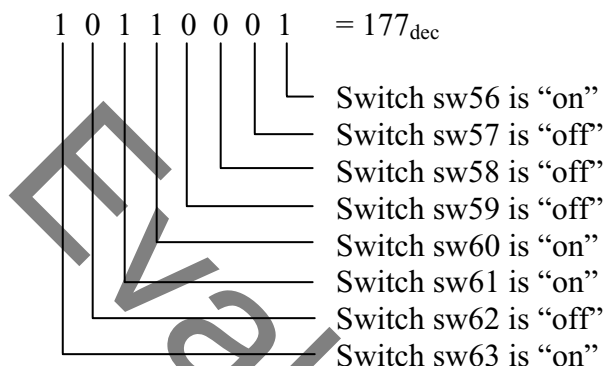 1 0 1 1 0 0 0 1 = 177dec
Switch sw56 is “on”
Switch sw57 is “off”
Switch sw58 is “off”
Switch sw59 is “off”
Switch sw60 is “on”
Switch sw61 is “on”
Switch sw62 is “off”
Switch sw63 is “on”
Eva